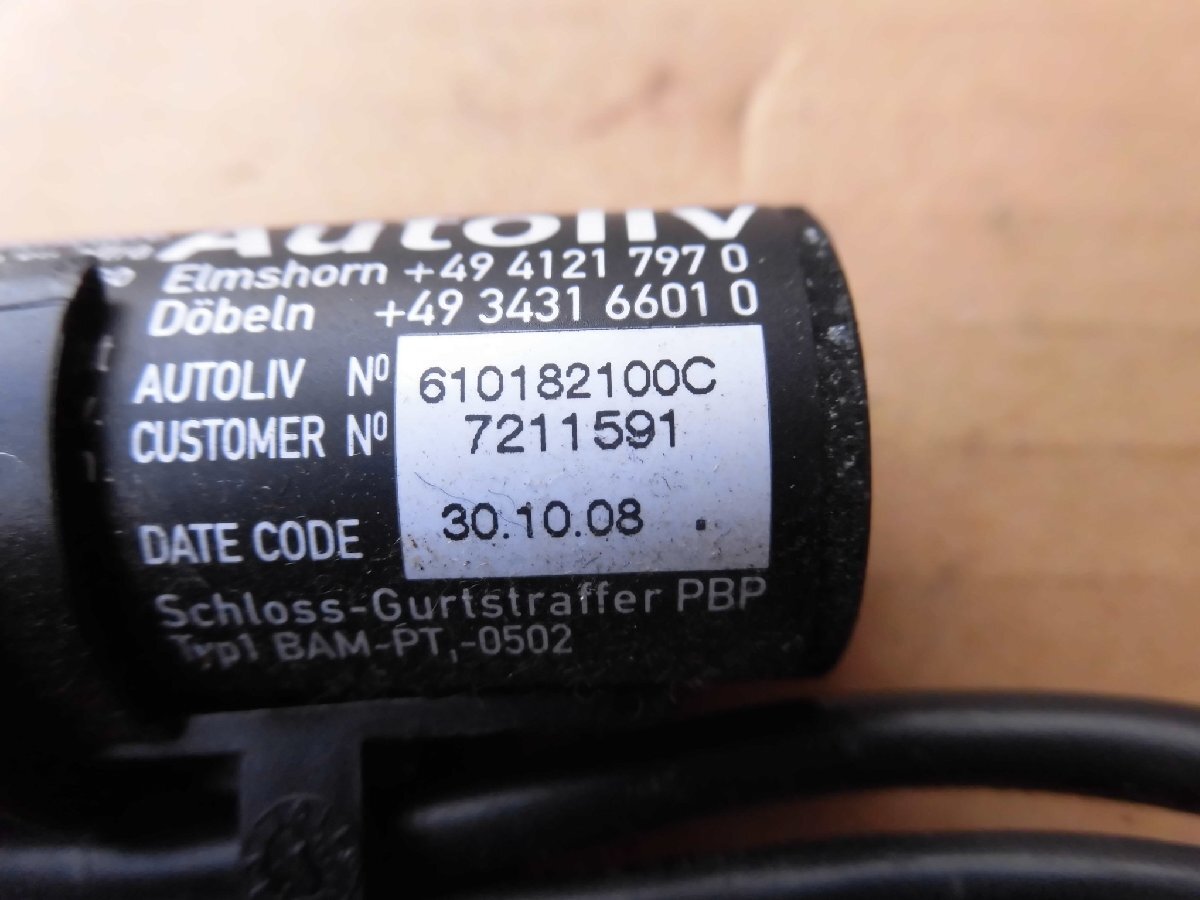 Autoliv
Elmshorn +49 4121 797 0
Döbeln +49 3431 6601 0
AUTOLIV Nº 610182100C
CUSTOMER Nº 7211591
DATE CODE 30.10.08 .
Schloss-Gurtstraffer PBP
Typ1 BAM-PT,-0502